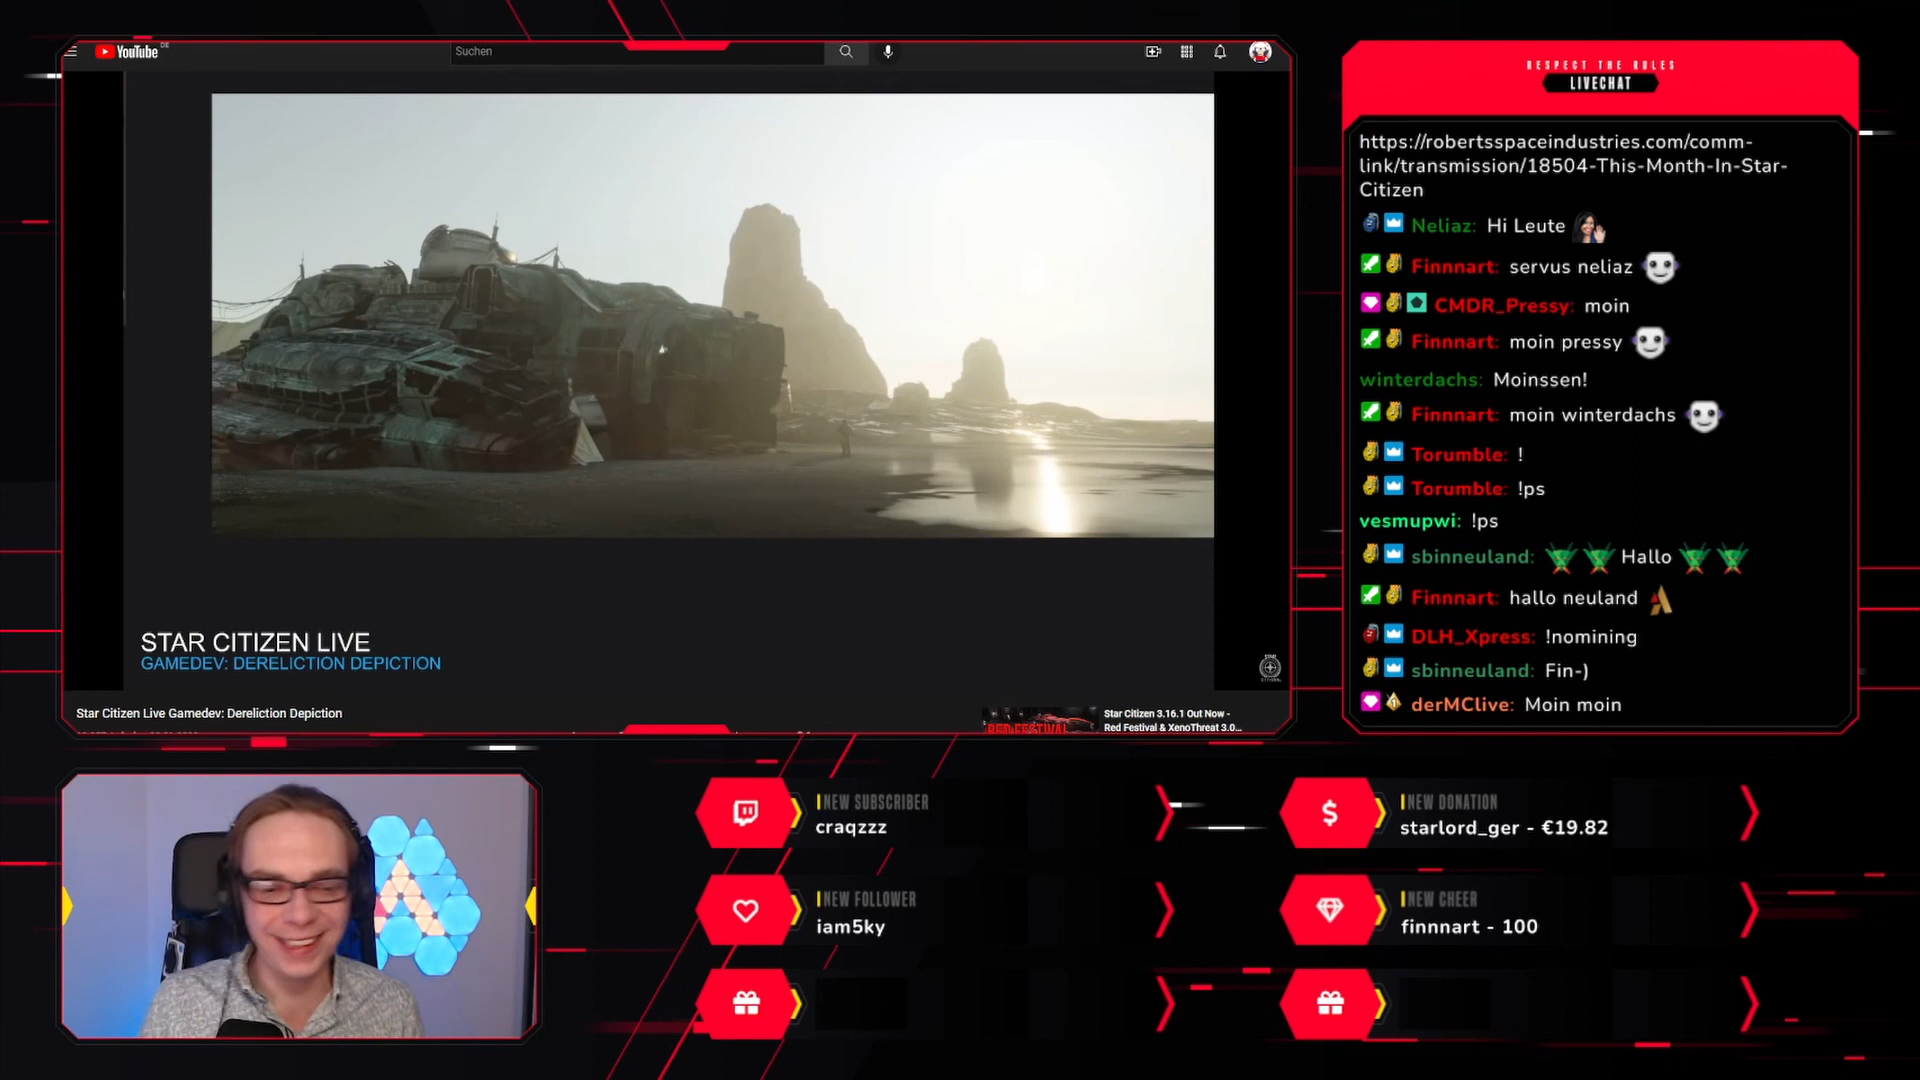 YouTube DE
Suchen
STAR CITIZEN LIVE
GAMEDEV: DERELICTION DEPICTION
Star Citizen Live Gamedev: Dereliction Depiction
RED FESTIVAL
Star Citizen 3.16.1 Out Now -
Red Festival & XenoThreat 3.0...
RESPECT THE RULES
LIVECHAT
https://robertsspaceindustries.com/comm-
link/transmission/18504-This-Month-In-Star-
Citizen
Neliaz: Hi Leute
Finnnart: servus neliaz
CMDR_Pressy: moin
Finnnart: moin pressy
winterdachs: Moinssen!
Finnnart: moin winterdachs
Torumble: !
Torumble: !ps
vesmupwi: !ps
sbinneuland: Hallo
Finnnart: hallo neuland
DLH_Xpress: !nomining
sbinneuland: Fin-)
derMClive: Moin moin
NEW SUBSCRIBER
craqzzz
NEW DONATION
starlord_ger - €19.82
NEW FOLLOWER
iam5ky
NEW CHEER
finnnart - 100